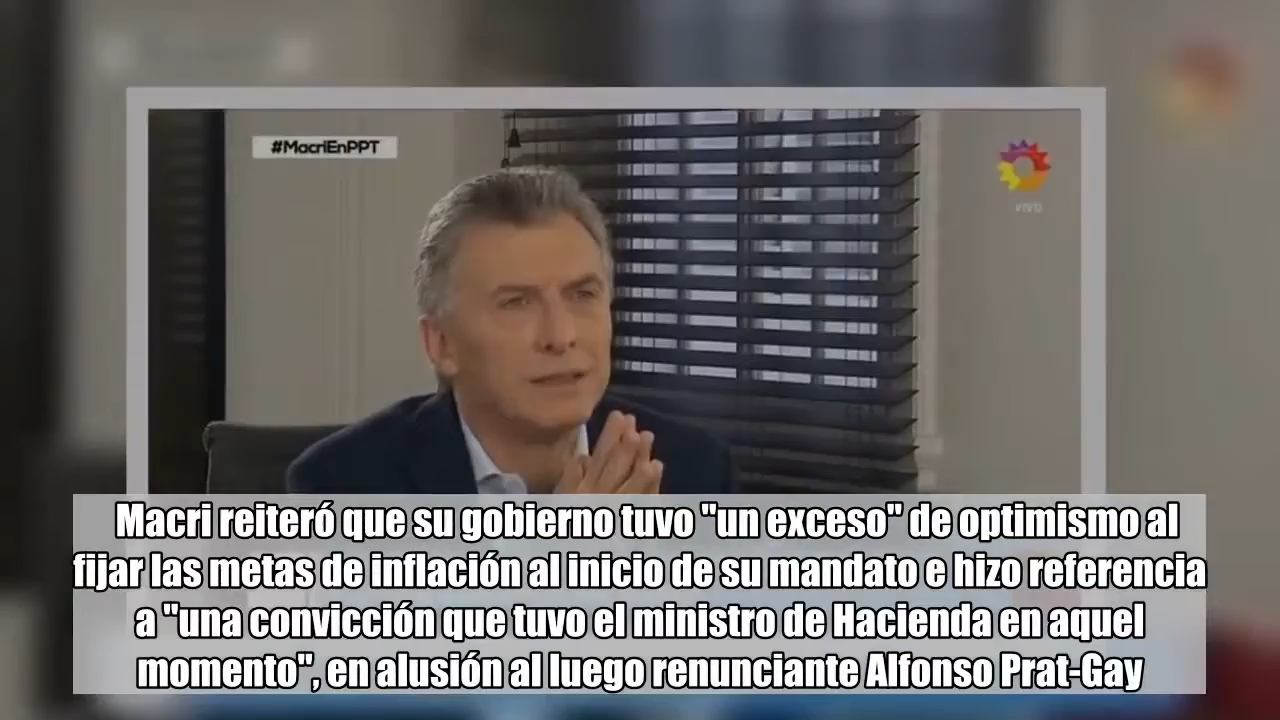 #MacriEnPPT
VIVO
Macri reiteró que su gobierno tuvo "un exceso" de optimismo al
fijar las metas de inflación al inicio de su mandato e hizo referencia
a "una convicción que tuvo el ministro de Hacienda en aquel
momento", en alusión al luego renunciante Alfonso Prat-Gay